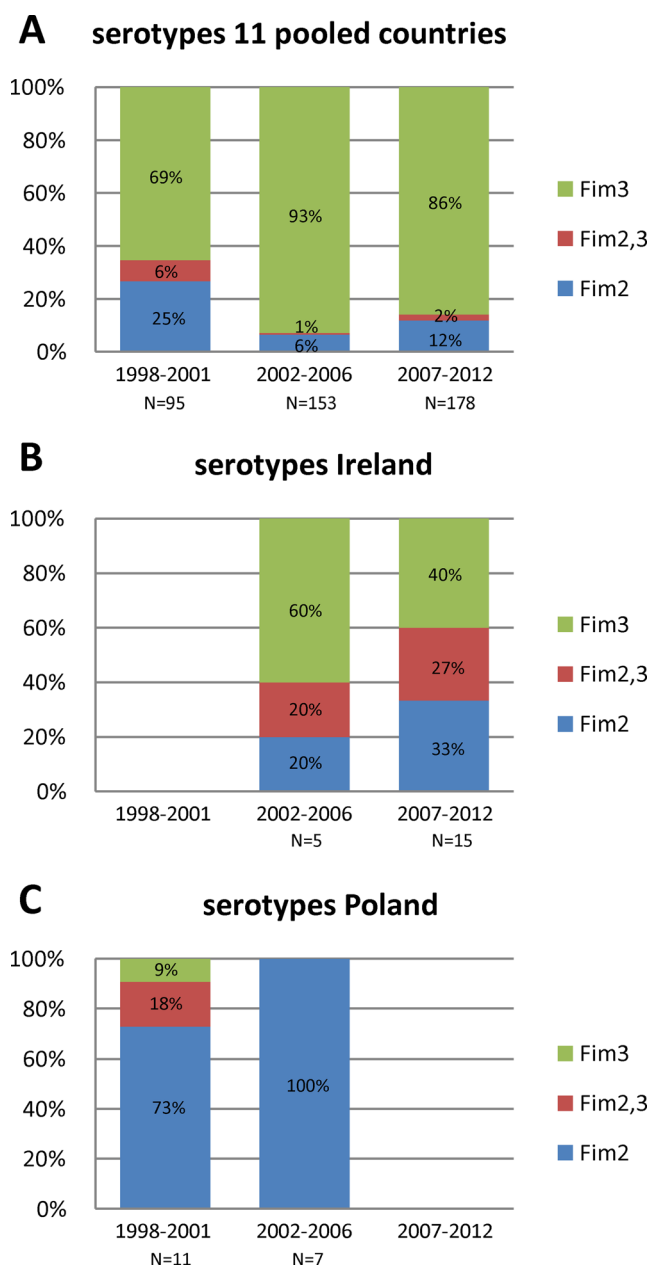 A serotypes 11 pooled countries
100%
80%
60%
40%
20%
0%
69%
6%
25%
93%
1%
6%
86%
2%
12%
Fim3
Fim2,3
Fim2
1998-2001 2002-2006 2007-2012
N=95 N=153 N=178
B serotypes Ireland
100%
80%
60%
40%
20%
0%
60%
20%
20%
40%
27%
33%
Fim3
Fim2,3
Fim2
1998-2001 2002-2006 2007-2012
N=5 N=15
C serotypes Poland
100%
80%
60%
40%
20%
0%
9%
18%
73%
100%
Fim3
Fim2,3
Fim2
1998-2001 2002-2006 2007-2012
N=11 N=7